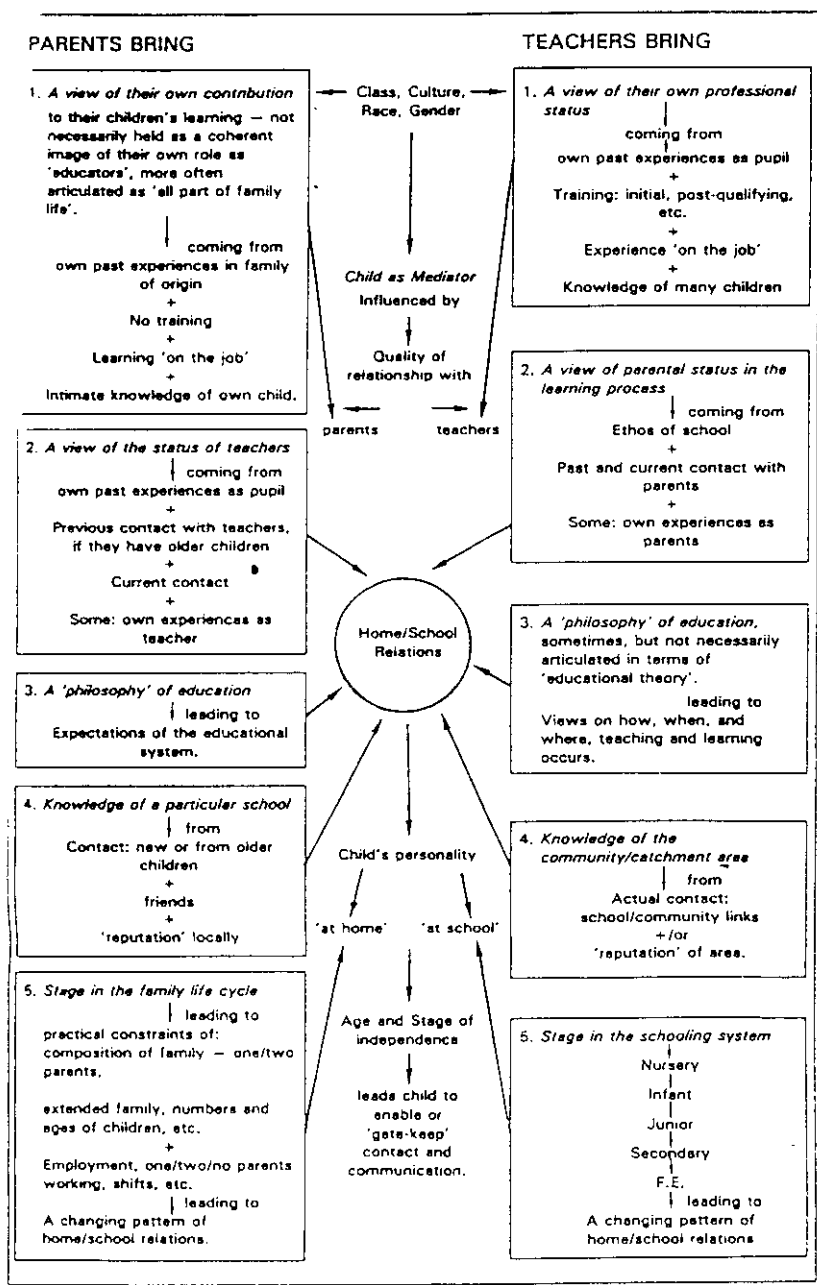 PARENTS BRING
1. A view of their own contribution
to their children's learning — not
necessarily held as a coherent
image of their own role as
'educators', more often
articulated as 'all part of family
life'.
coming from
own past experiences in family
of origin
+
No training
+
Learning 'on the job'
+
Intimate knowledge of own child.
2. A view of the status of teachers
coming from
own past experiences as pupil
+
Previous contact with teachers,
if they have older children
+
Current contact
+
Some: own experiences as
teacher
3. A 'philosophy' of education
leading to
Expectations of the educational
system.
4. Knowledge of a particular school
from
Contact: new or from older
children
+
friends
+
'reputation' locally
5. Stage in the family life cycle
leading to
practical constraints of:
composition of family — one/two
parents,
extended family, numbers and
ages of children, etc.
+
Employment, one/two/no parents
working, shifts, etc.
leading to
A changing pattern of
home/school relations.
Class, Culture,
Race, Gender
Child as Mediator
Influenced by
Quality of
relationship with
parents teachers
Home/School
Relations
Child's personality
'at home' 'at school'
Age and Stage of
independence
leads child to
enable or
'gate-keep'
contact and
communication.
TEACHERS BRING
1. A view of their own professional
status
coming from
own past experiences as pupil
+
Training: initial, post-qualifying,
etc.
+
Experience 'on the job'
+
Knowledge of many children
2. A view of parental status in the
learning process
coming from
Ethos of school
+
Past and current contact with
parents
+
Some: own experiences as
parents
3. A 'philosophy' of education,
sometimes, but not necessarily
articulated in terms of
'educational theory'.
leading to
Views on how, when, and
where, teaching and learning
occurs.
4. Knowledge of the
community/catchment area
from
Actual contact:
school/community links
+/or
'reputation' of area.
5. Stage in the schooling system
Nursery
Infant
Junior
Secondary
F.E.
leading to
A changing pattern of
home/school relations